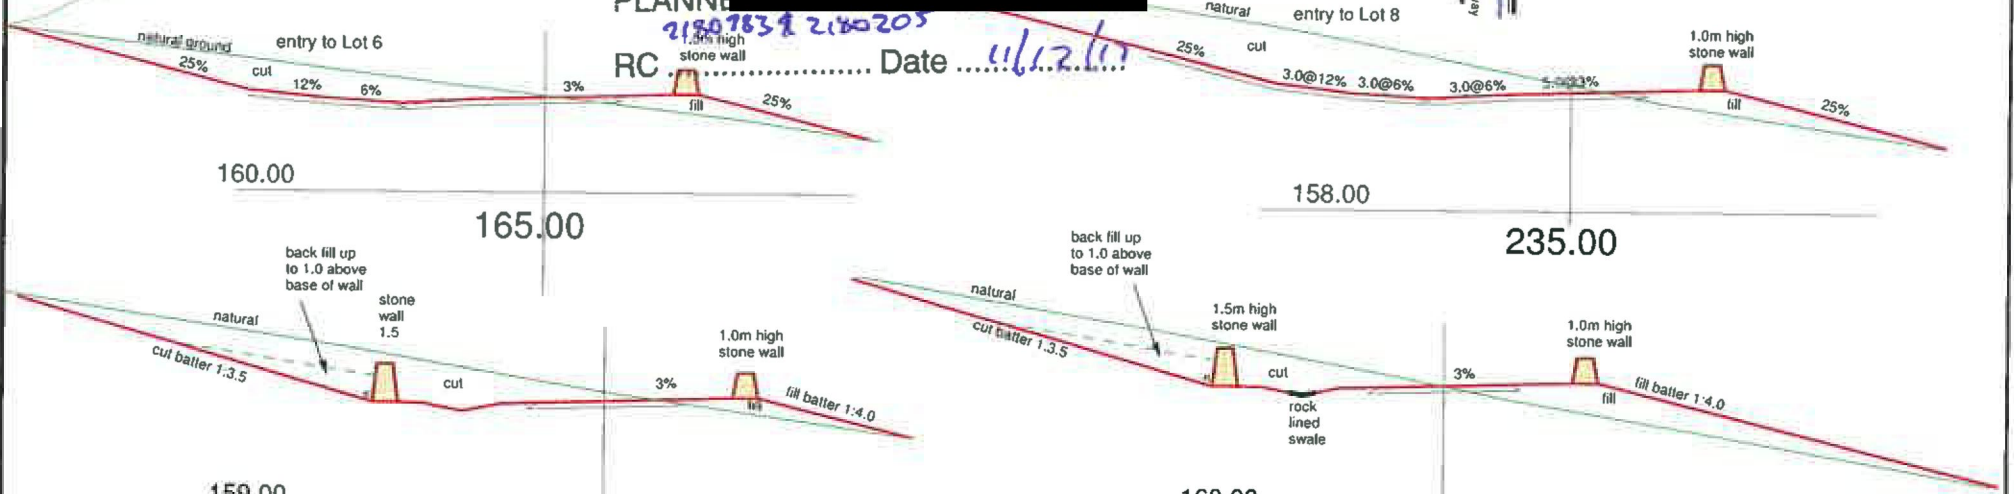 natural ground
entry to Lot 6
25%
cut
12%
6%
3%
high
stone wall
fill
25%
160.00
165.00
RC .................... Date 11/12/17
natural
entry to Lot 8
25%
cut
3.0@12%
3.0@6%
3.0@6%
1.0m high
stone wall
fill
25%
158.00
235.00
back fill up
to 1.0 above
base of wall
stone
wall
1.5
natural
cut batter 1:3.5
cut
3%
1.0m high
stone wall
fill
fill batter 1:4.0
back fill up
to 1.0 above
base of wall
natural
cut batter 1:3.5
1.5m high
stone wall
cut
rock
lined
swale
3%
1.0m high
stone wall
fill
fill batter 1:4.0